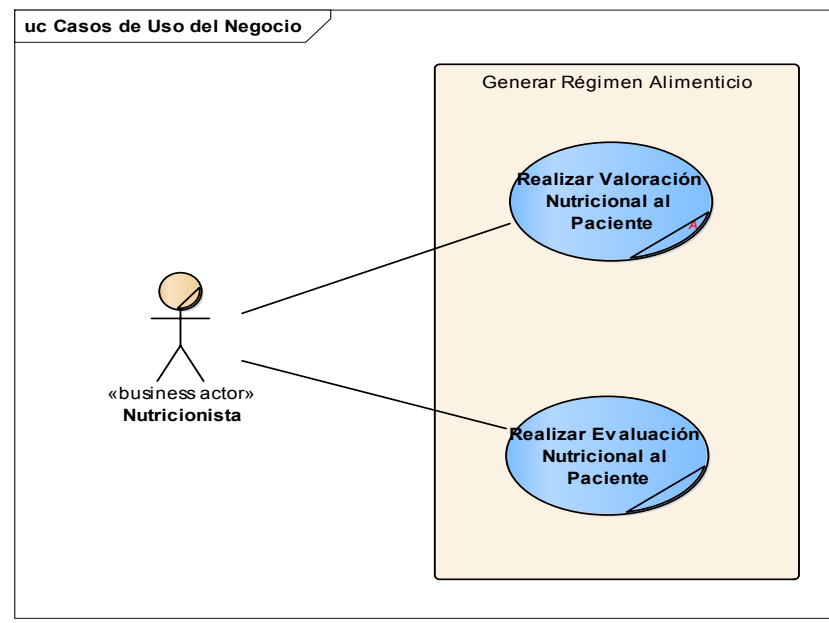 uc Casos de Uso del Negocio
Generar Régimen Alimenticio
Realizar Valoración
Nutricional al
Paciente
A
«business actor»
Nutricionista
Realizar Evaluación
Nutricional al
Paciente